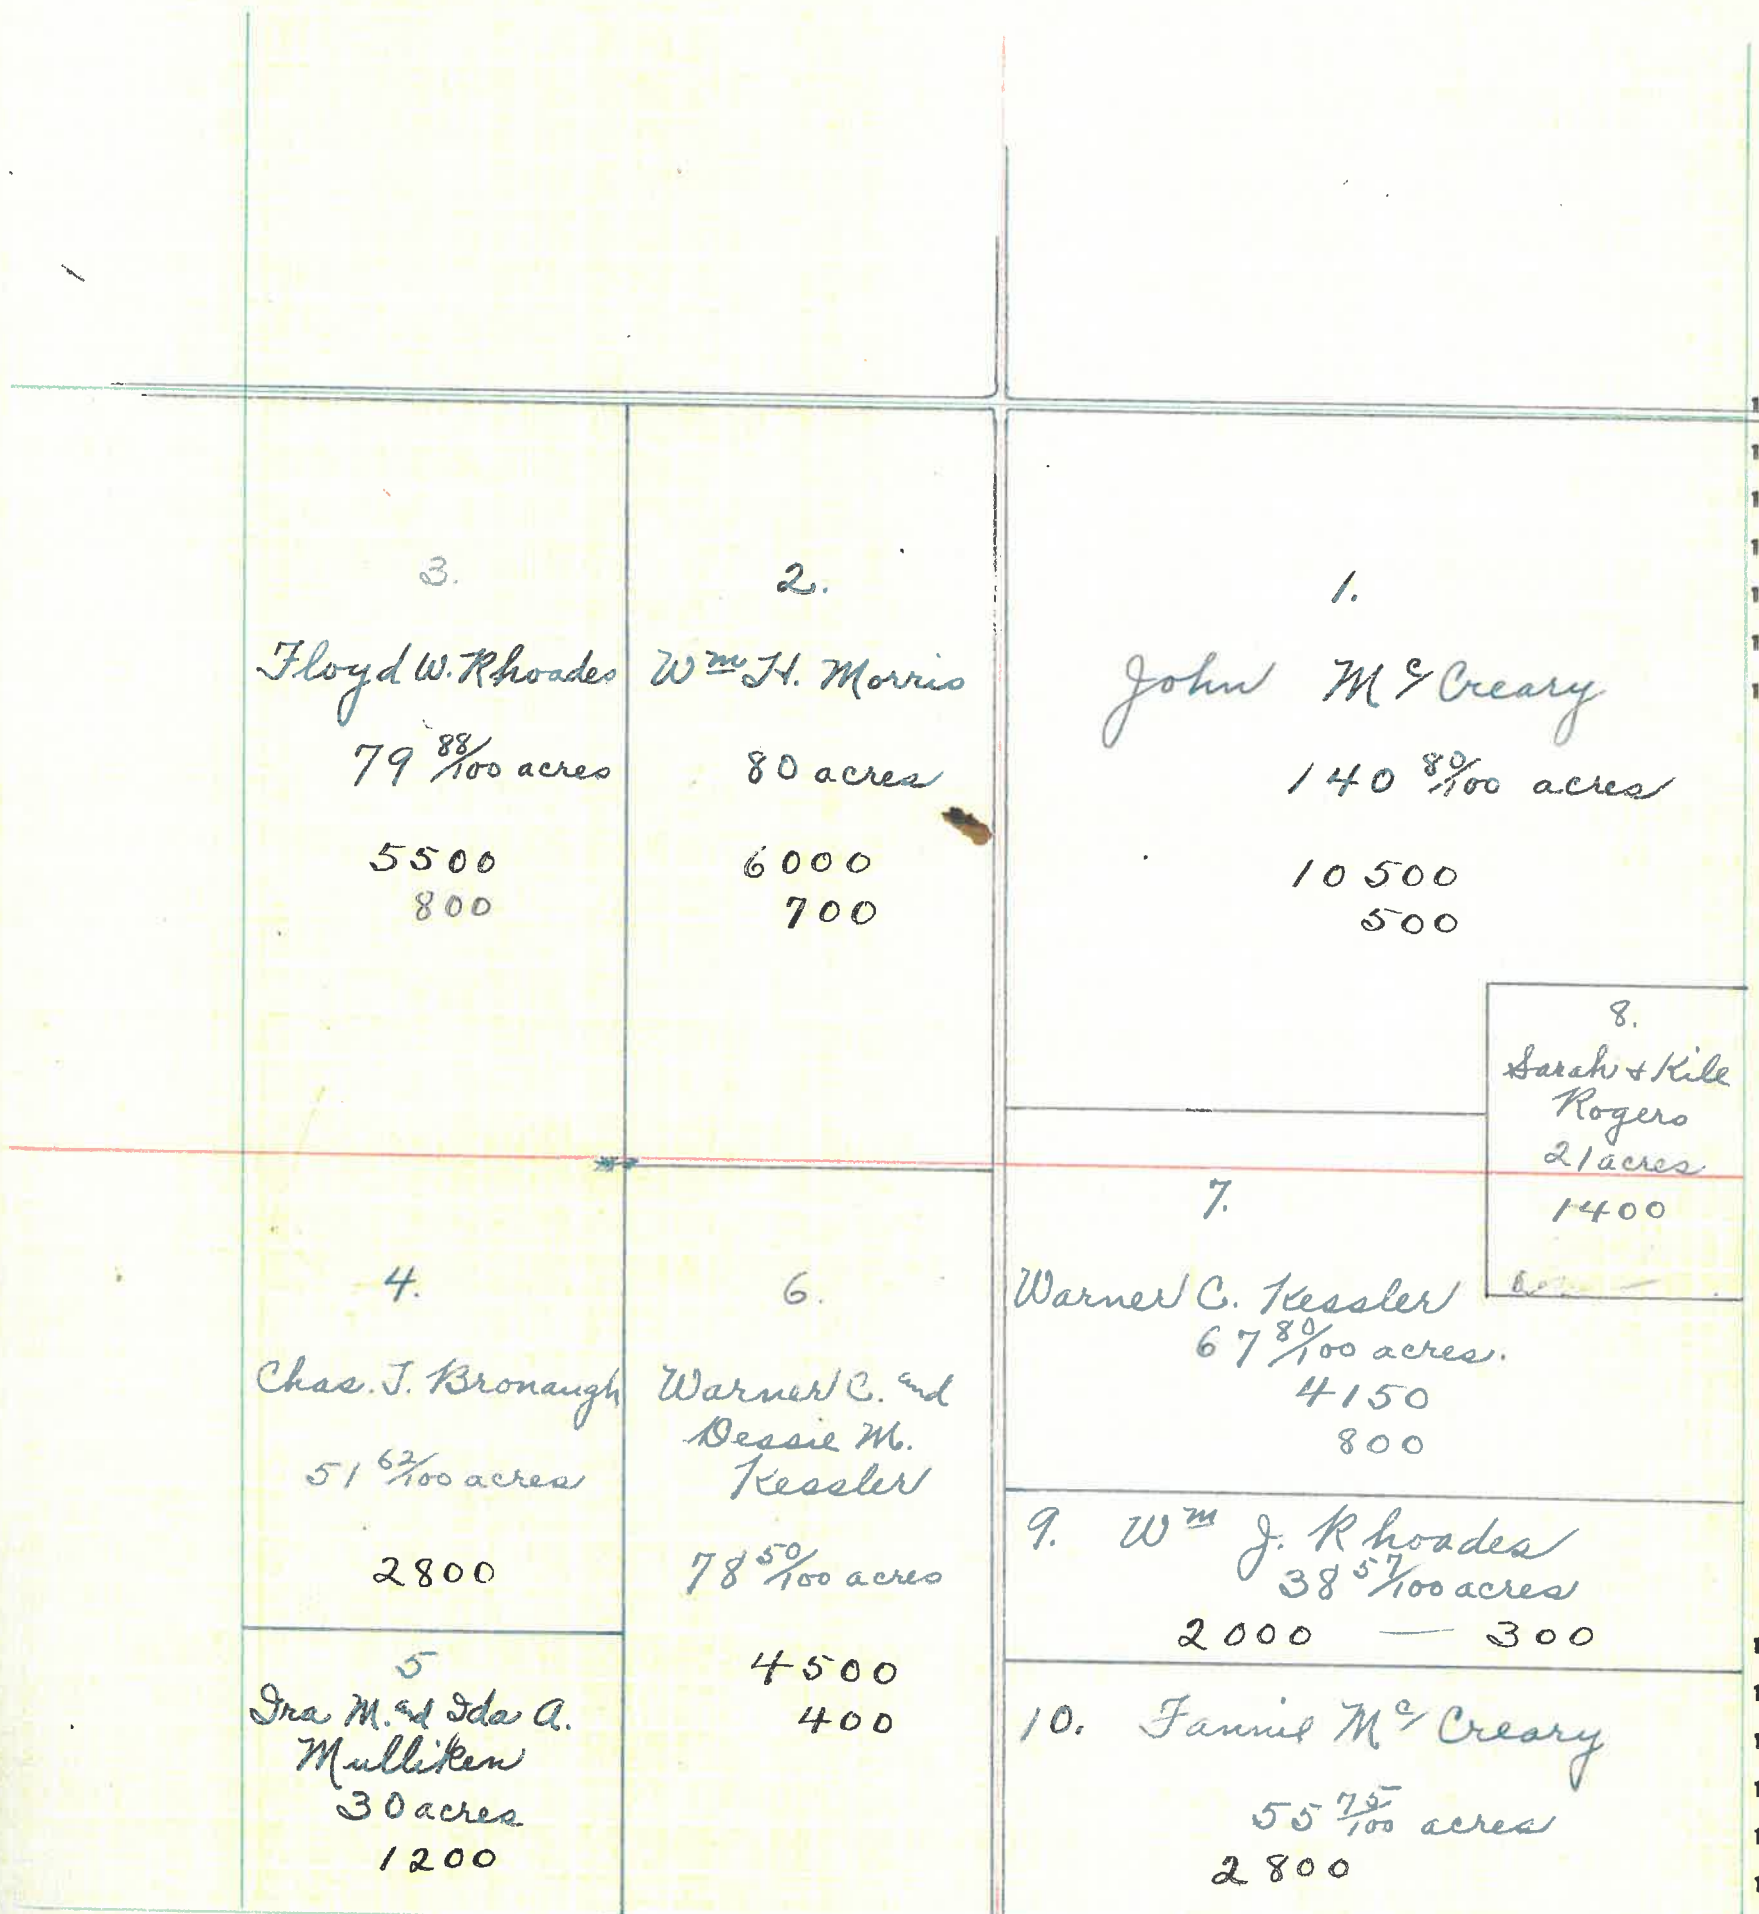 3.
Floyd W. Rhoades
79 88/100 acres
5500
800
2.
Wm H. Morris
80 acres
6000
700
1.
John Mc Creary
140 80/100 acres
10500
500
8.
Sarah & Kile
Rogers
21 acres
1400
7.
Warner C. Kessler
67 80/100 acres.
4150
800
4.
Chas. T. Bronaugh
51 62/100 acres
2800
6.
Warner C. and
Dessie M.
Kessler
78 50/100 acres
4500
400
5
Ira M. and Ida A.
Mulliken
30 acres
1200
9. Wm J. Rhoades
38 57/100 acres
2000 — 300
10. Fannie Mc Creary
55 75/100 acres
2800